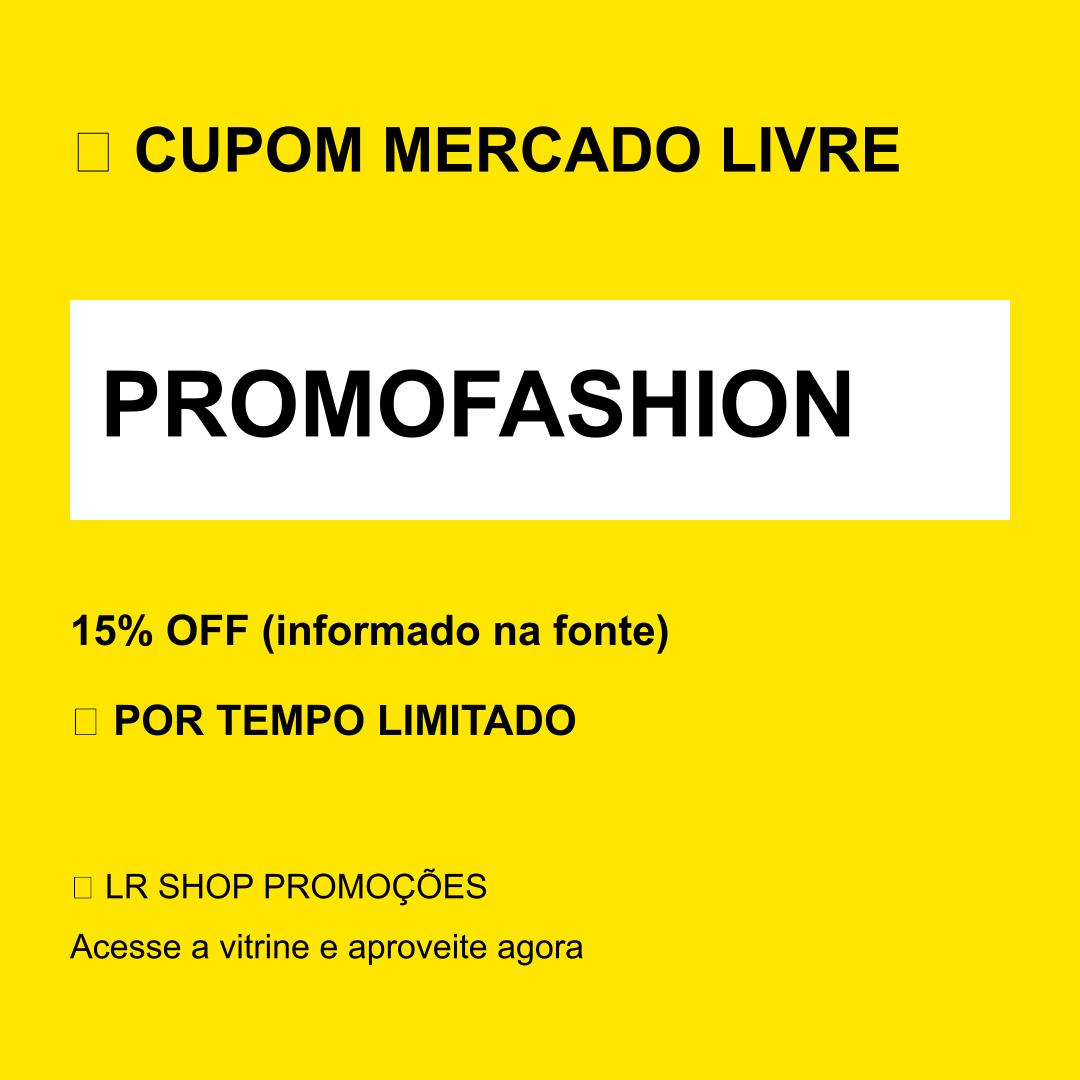 □ CUPOM MERCADO LIVRE
PROMOFASHION
15% OFF (informado na fonte)
□ POR TEMPO LIMITADO
□ LR SHOP PROMOÇÕES
Acesse a vitrine e aproveite agora